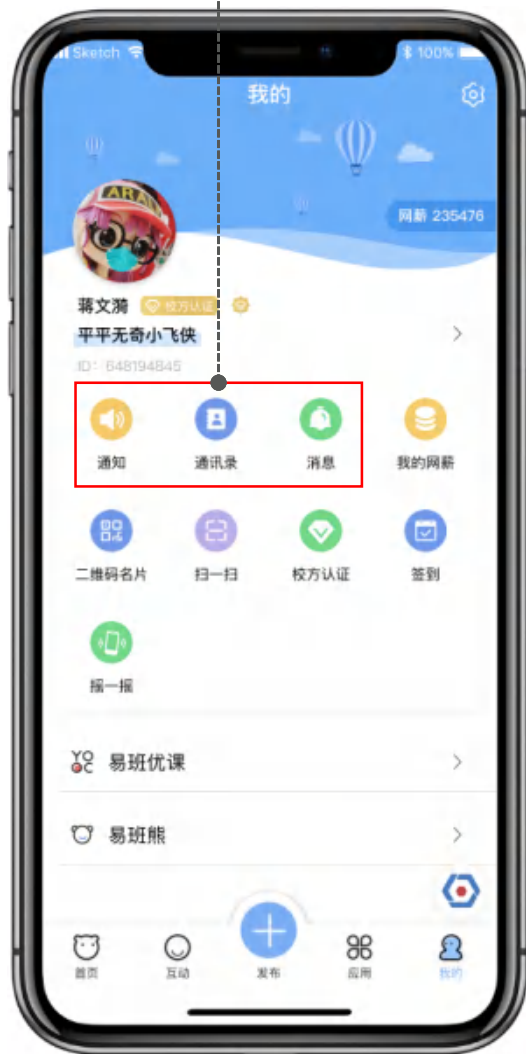 Sketch
100%
我的
ARALE
网薪 235476
蒋文漪 校方认证
平平无奇小飞侠
ID: 648194845
通知 通讯录 消息 我的网薪
二维码名片 扫一扫 校方认证 签到
摇一摇
YOOC 易班优课
易班熊
首页 互动 发布 应用 我的